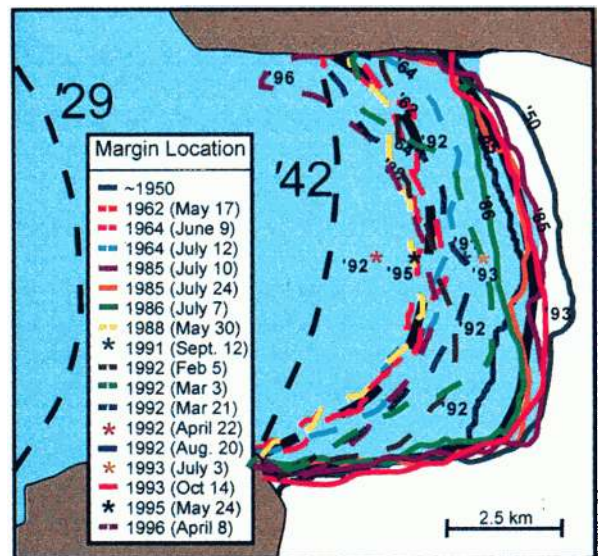 '96
'64
'29
'62
'92
'50
'85
'86
'42
'92
'95
'93
'93
'92
'92
Margin Location
~1950
1962 (May 17)
1964 (June 9)
1964 (July 12)
1985 (July 10)
1985 (July 24)
1986 (July 7)
1988 (May 30)
1991 (Sept. 12)
1992 (Feb 5)
1992 (Mar 3)
1992 (Mar 21)
1992 (April 22)
1992 (Aug. 20)
1993 (July 3)
1993 (Oct 14)
1995 (May 24)
1996 (April 8)
2.5 km